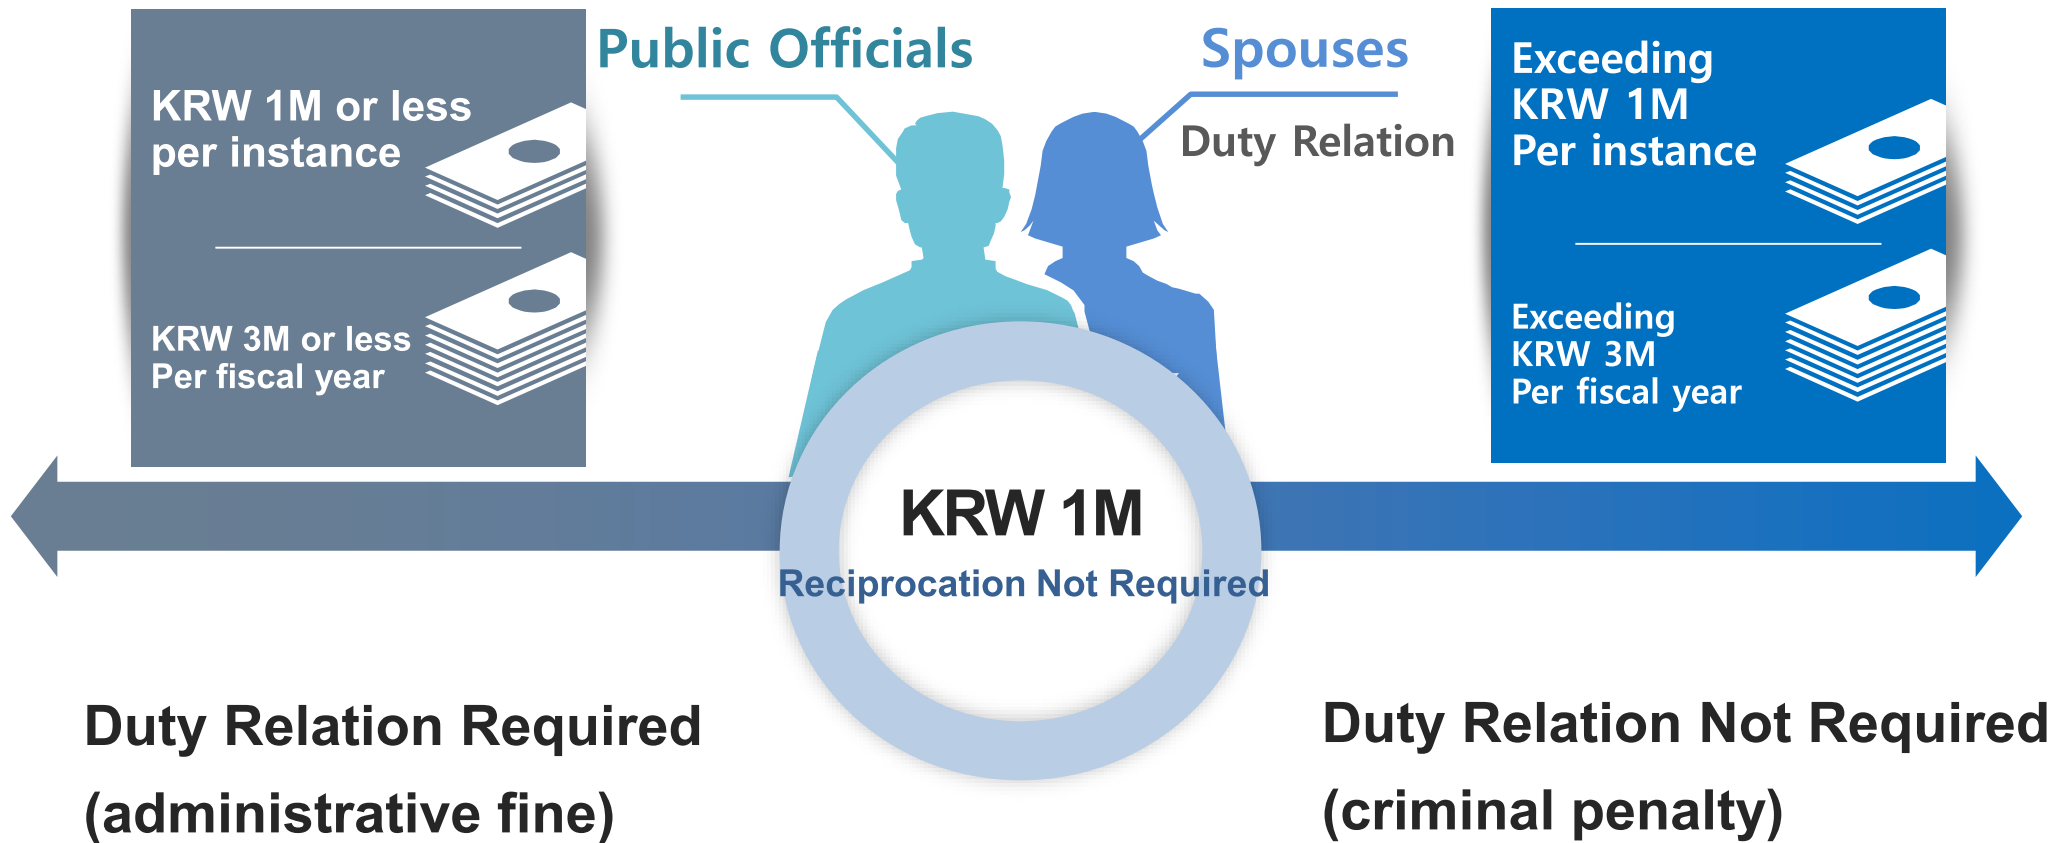 KRW 1M or less
per instance
KRW 3M or less
Per fiscal year
Public Officials
Spouses
Duty Relation
Exceeding
KRW 1M
Per instance
Exceeding
KRW 3M
Per fiscal year
KRW 1M
Reciprocation Not Required
Duty Relation Required
(administrative fine)
Duty Relation Not Required
(criminal penalty)